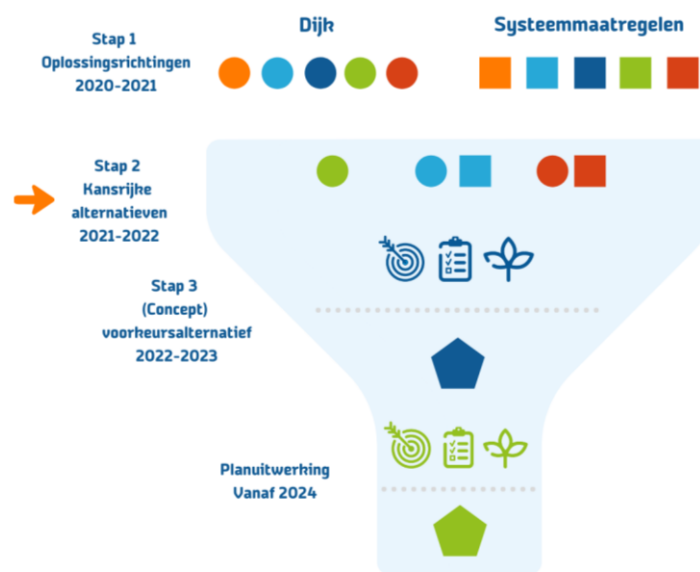 Dijk
Systeemmaatregelen
Stap 1
Oplossingsrichtingen
2020-2021
Stap 2
Kansrijke
alternatieven
2021-2022
Stap 3
(Concept)
voorkeursalternatief
2022-2023
Planuitwerking
Vanaf 2024